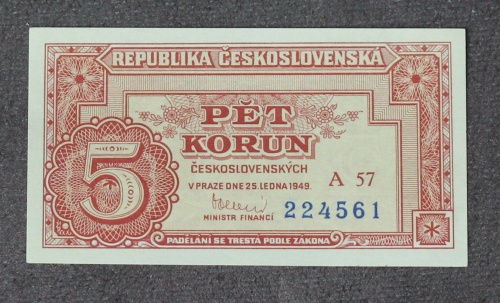 REPUBLIKA ČESKOSLOVENSKÁ
PĚT
KORUN
ČESKOSLOVENSKÝCH
V PRAZE DNE 25. LEDNA 1949.
A 57
5
MINISTR FINANCÍ
224561
PADĚLÁNÍ SE TRESTÁ PODLE ZÁKONA